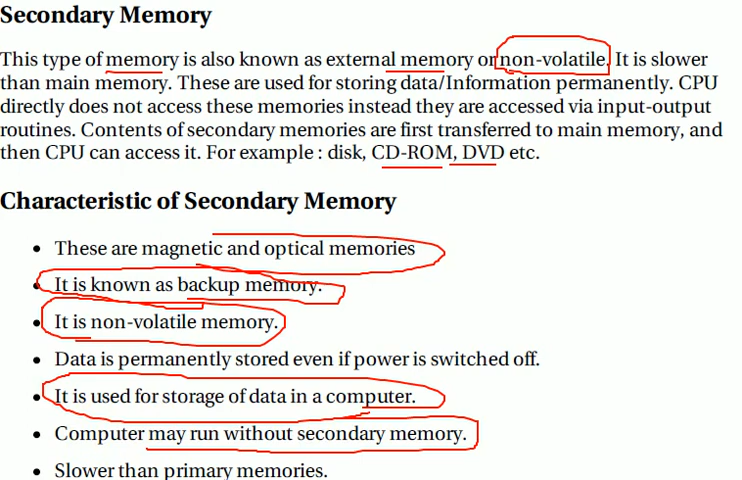 Secondary Memory
This type of memory is also known as external memory or non-volatile. It is slower
than main memory. These are used for storing data/Information permanently. CPU
directly does not access these memories instead they are accessed via input-output
routines. Contents of secondary memories are first transferred to main memory, and
then CPU can access it. For example : disk, CD-ROM, DVD etc.
Characteristic of Secondary Memory
• These are magnetic and optical memories
• It is known as backup memory.
• It is non-volatile memory.
• Data is permanently stored even if power is switched off.
• It is used for storage of data in a computer.
• Computer may run without secondary memory.
• Slower than primary memories.